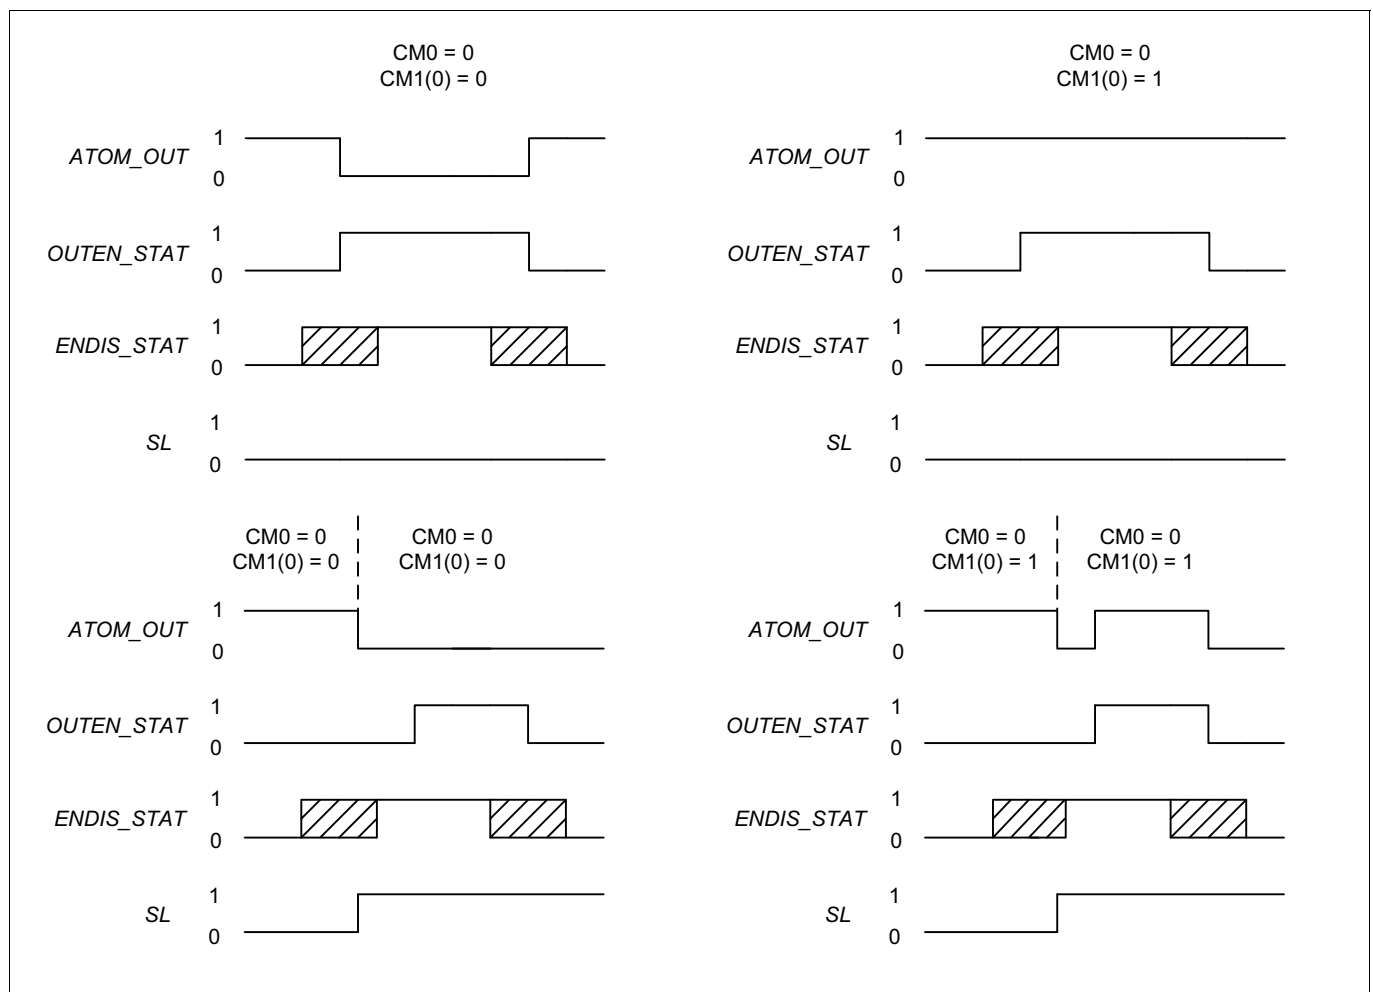 CM0 = 0
CM1(0) = 0
ATOM_OUT
1
0
OUTEN_STAT
1
0
ENDIS_STAT
1
0
SL
1
0
CM0 = 0
CM1(0) = 1
ATOM_OUT
1
0
OUTEN_STAT
1
0
ENDIS_STAT
1
0
SL
1
0
CM0 = 0
CM1(0) = 0
CM0 = 0
CM1(0) = 0
ATOM_OUT
1
0
OUTEN_STAT
1
0
ENDIS_STAT
1
0
SL
1
0
CM0 = 0
CM1(0) = 1
CM0 = 0
CM1(0) = 1
ATOM_OUT
1
0
OUTEN_STAT
1
0
ENDIS_STAT
1
0
SL
1
0